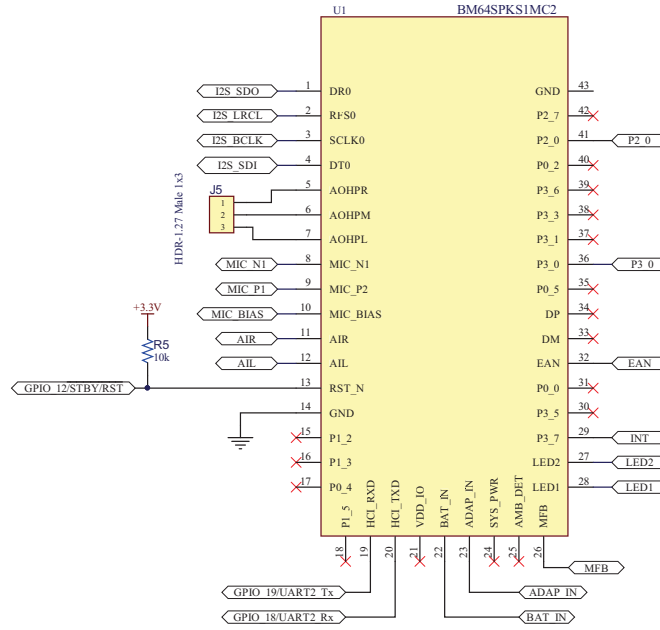 U1
BM64SPKS1MC2
I2S_SDO 1 DR0
I2S_LRCL 2 RFS0
I2S_BCLK 3 SCLK0
I2S_SDI 4 DT0
J5
1
2
3
HDR-1.27 Male 1x3
5 AOHPR
6 AOHPM
7 AOHPL
MIC_N1 8 MIC_N1
MIC_P1 9 MIC_P2
MIC_BIAS 10 MIC_BIAS
AIR 11 AIR
AIL 12 AIL
+3.3V
R5
10k
GPIO_12/STBY/RST 13 RST_N
14 GND
15 P1_2
16 P1_3
17 P0_4
GND 43
P2_7 42
P2_0 41 P2_0
P0_2 40
P3_6 39
P3_3 38
P3_1 37
P3_0 36 P3_0
P0_5 35
DP 34
DM 33
EAN 32 EAN
P0_0 31
P3_5 30
P3_7 29 INT
LED2 27 LED2
LED1 28 LED1
P1_5 18
HCI_RXD 19
HCI_TXD 20
VDD_IO 21
BAT_IN 22
ADAP_IN 23
SYS_PWR 24
AMB_DET 25
MFB 26
MFB
GPIO_19/UART2_Tx
ADAP_IN
GPIO_18/UART2_Rx
BAT_IN